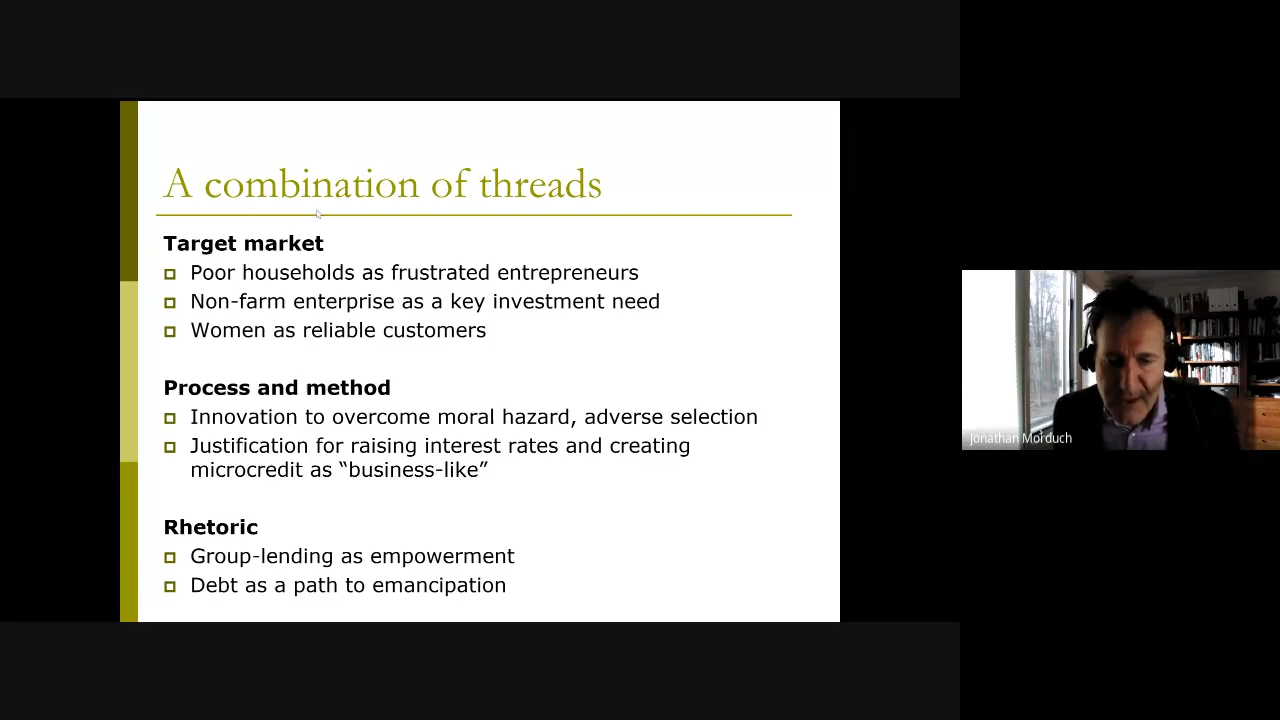 A combination of threads
Target market
Poor households as frustrated entrepreneurs
Non-farm enterprise as a key investment need
Women as reliable customers
Process and method
Innovation to overcome moral hazard, adverse selection
Justification for raising interest rates and creating
microcredit as “business-like”
Rhetoric
Group-lending as empowerment
Debt as a path to emancipation
Jonathan Morduch